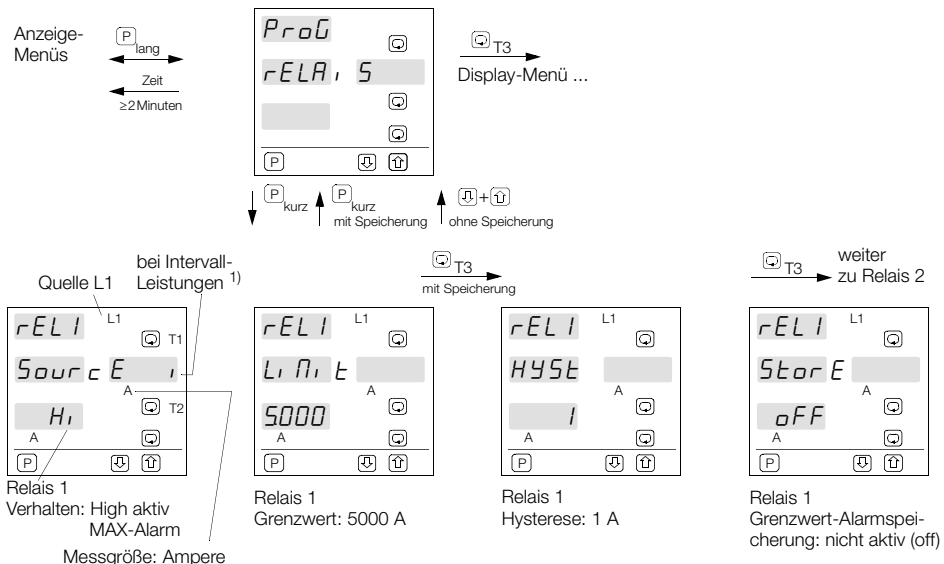 Anzeige-
Menüs
P lang
Zeit
≥2 Minuten
ProG
rELAi S
P
T3
Display-Menü ...
P kurz
P kurz
mit Speicherung
+
ohne Speicherung
Quelle L1
bei Intervall-
Leistungen 1)
T3
mit Speicherung
T3
weiter
zu Relais 2
rEL1 L1
T1
SourcE i
A
T2
Hi
A
P
Relais 1
Verhalten: High aktiv
MAX-Alarm
Messgröße: Ampere
rEL1 L1
LiMit
A
5.000
A
P
Relais 1
Grenzwert: 5000 A
rEL1 L1
HYSt
A
1
A
P
Relais 1
Hysterese: 1 A
rEL1 L1
StorE
A
oFF
A
P
Relais 1
Grenzwert-Alarmspei-
cherung: nicht aktiv (off)